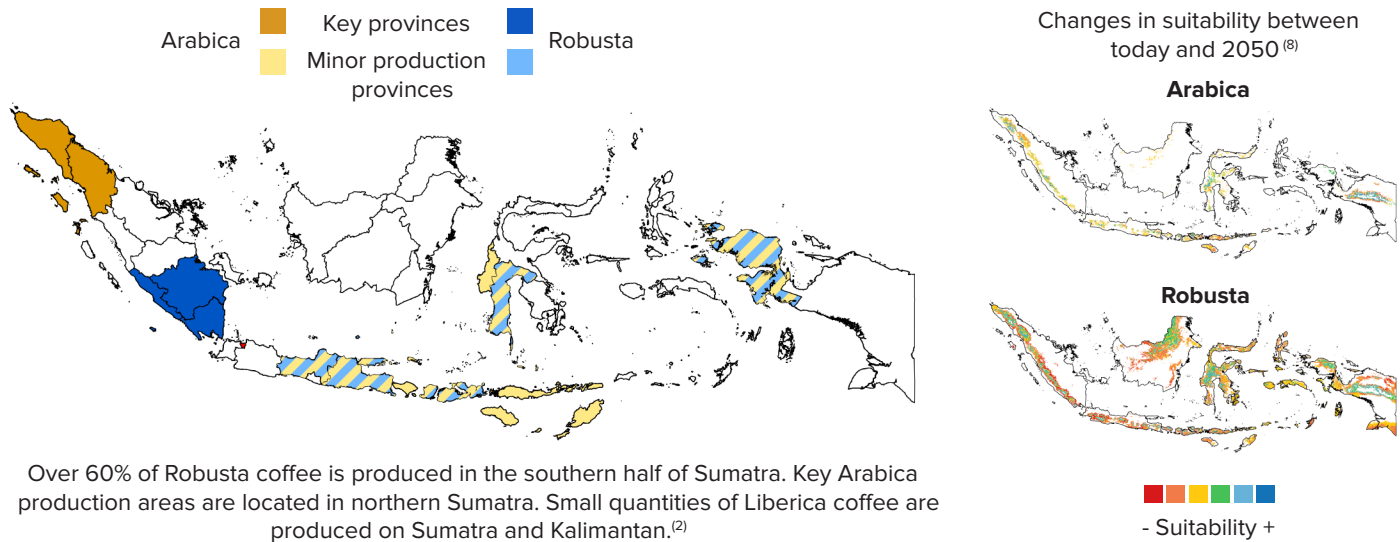 Arabica
Key provinces
Minor production
provinces
Robusta
Over 60% of Robusta coffee is produced in the southern half of Sumatra. Key Arabica
production areas are located in northern Sumatra. Small quantities of Liberica coffee are
produced on Sumatra and Kalimantan.(2)
Changes in suitability between
today and 2050 (8)
Arabica
Robusta
- Suitability +